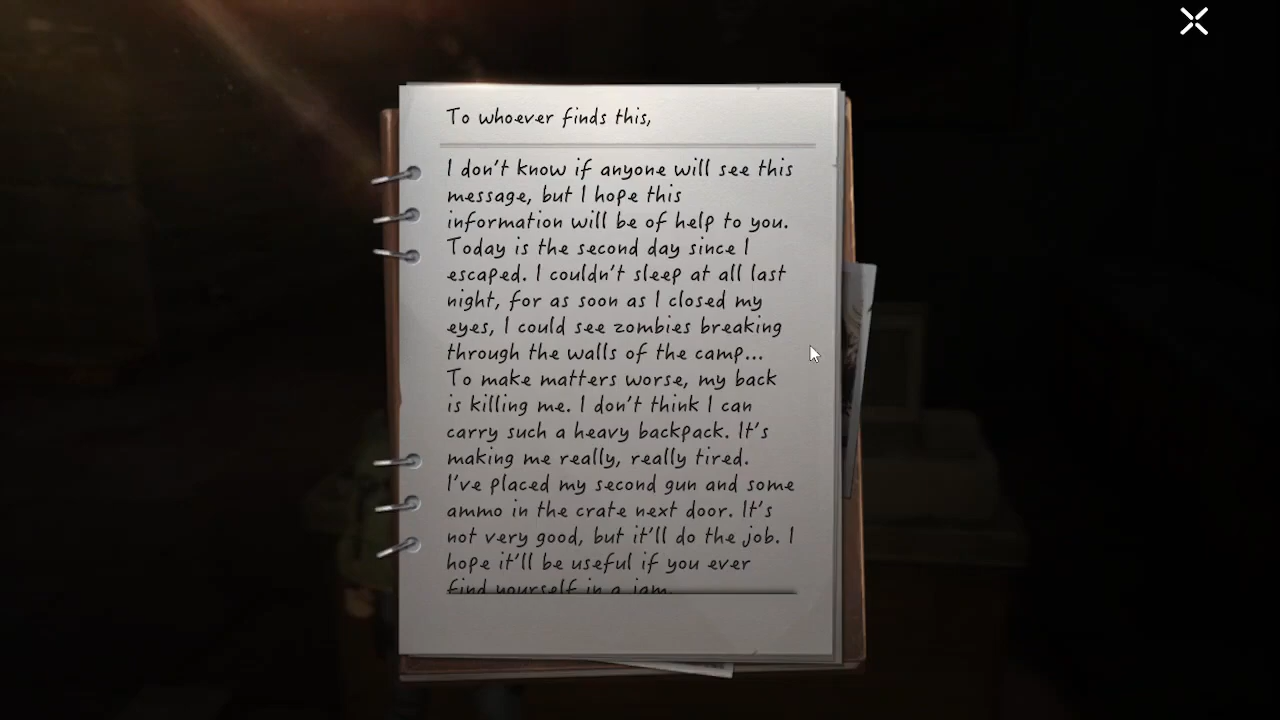 To whoever finds this,
I don't know if anyone will see this
message, but I hope this
information will be of help to you.
Today is the second day since I
escaped. I couldn't sleep at all last
night, for as soon as I closed my
eyes, I could see zombies breaking
through the walls of the camp...
To make matters worse, my back
is killing me. I don't think I can
carry such a heavy backpack. It's
making me really, really tired.
I've placed my second gun and some
ammo in the crate next door. It's
not very good, but it'll do the job. I
hope it'll be useful if you ever
find yourself in a jam.